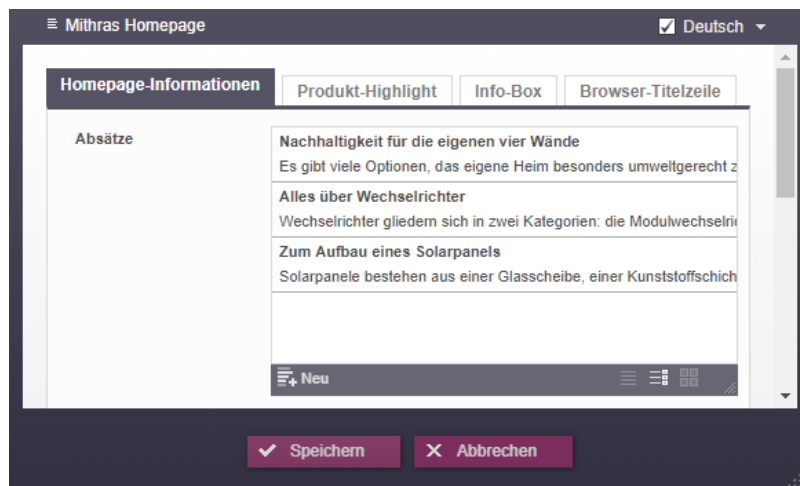 Mithras Homepage
Deutsch
Homepage-Informationen
Produkt-Highlight
Info-Box
Browser-Titelzeile
Absätze
Nachhaltigkeit für die eigenen vier Wände
Es gibt viele Optionen, das eigene Heim besonders umweltgerecht z
Alles über Wechselrichter
Wechselrichter gliedern sich in zwei Kategorien: die Modulwechselri
Zum Aufbau eines Solarpanels
Solarpanele bestehen aus einer Glasscheibe, einer Kunststoffschich
Neu
Speichern
Abbrechen